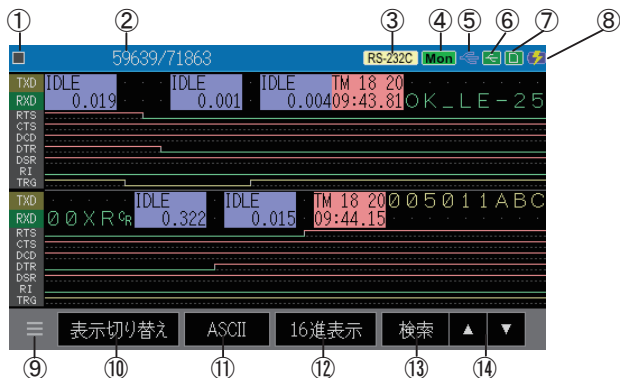 ① ② ③ ④ ⑤ ⑥ ⑦ ⑧
59639/71863 RS-232C Mon
TXD IDLE IDLE IDLE TM 18 20
RXD 0.019 0.001 0.004 09:43.81 OK_LE-25
RTS
CTS
DCD
DTR
DSR
RI
TRG
TXD IDLE IDLE TM 18 20 005011ABC
RXD 00XR CR 0.322 0.015 09:44.15
RTS
CTS
DCD
DTR
DSR
RI
TRG
表示切り替え ASCII 16進表示 検索 ▲ ▼
⑨ ⑩ ⑪ ⑫ ⑬ ⑭